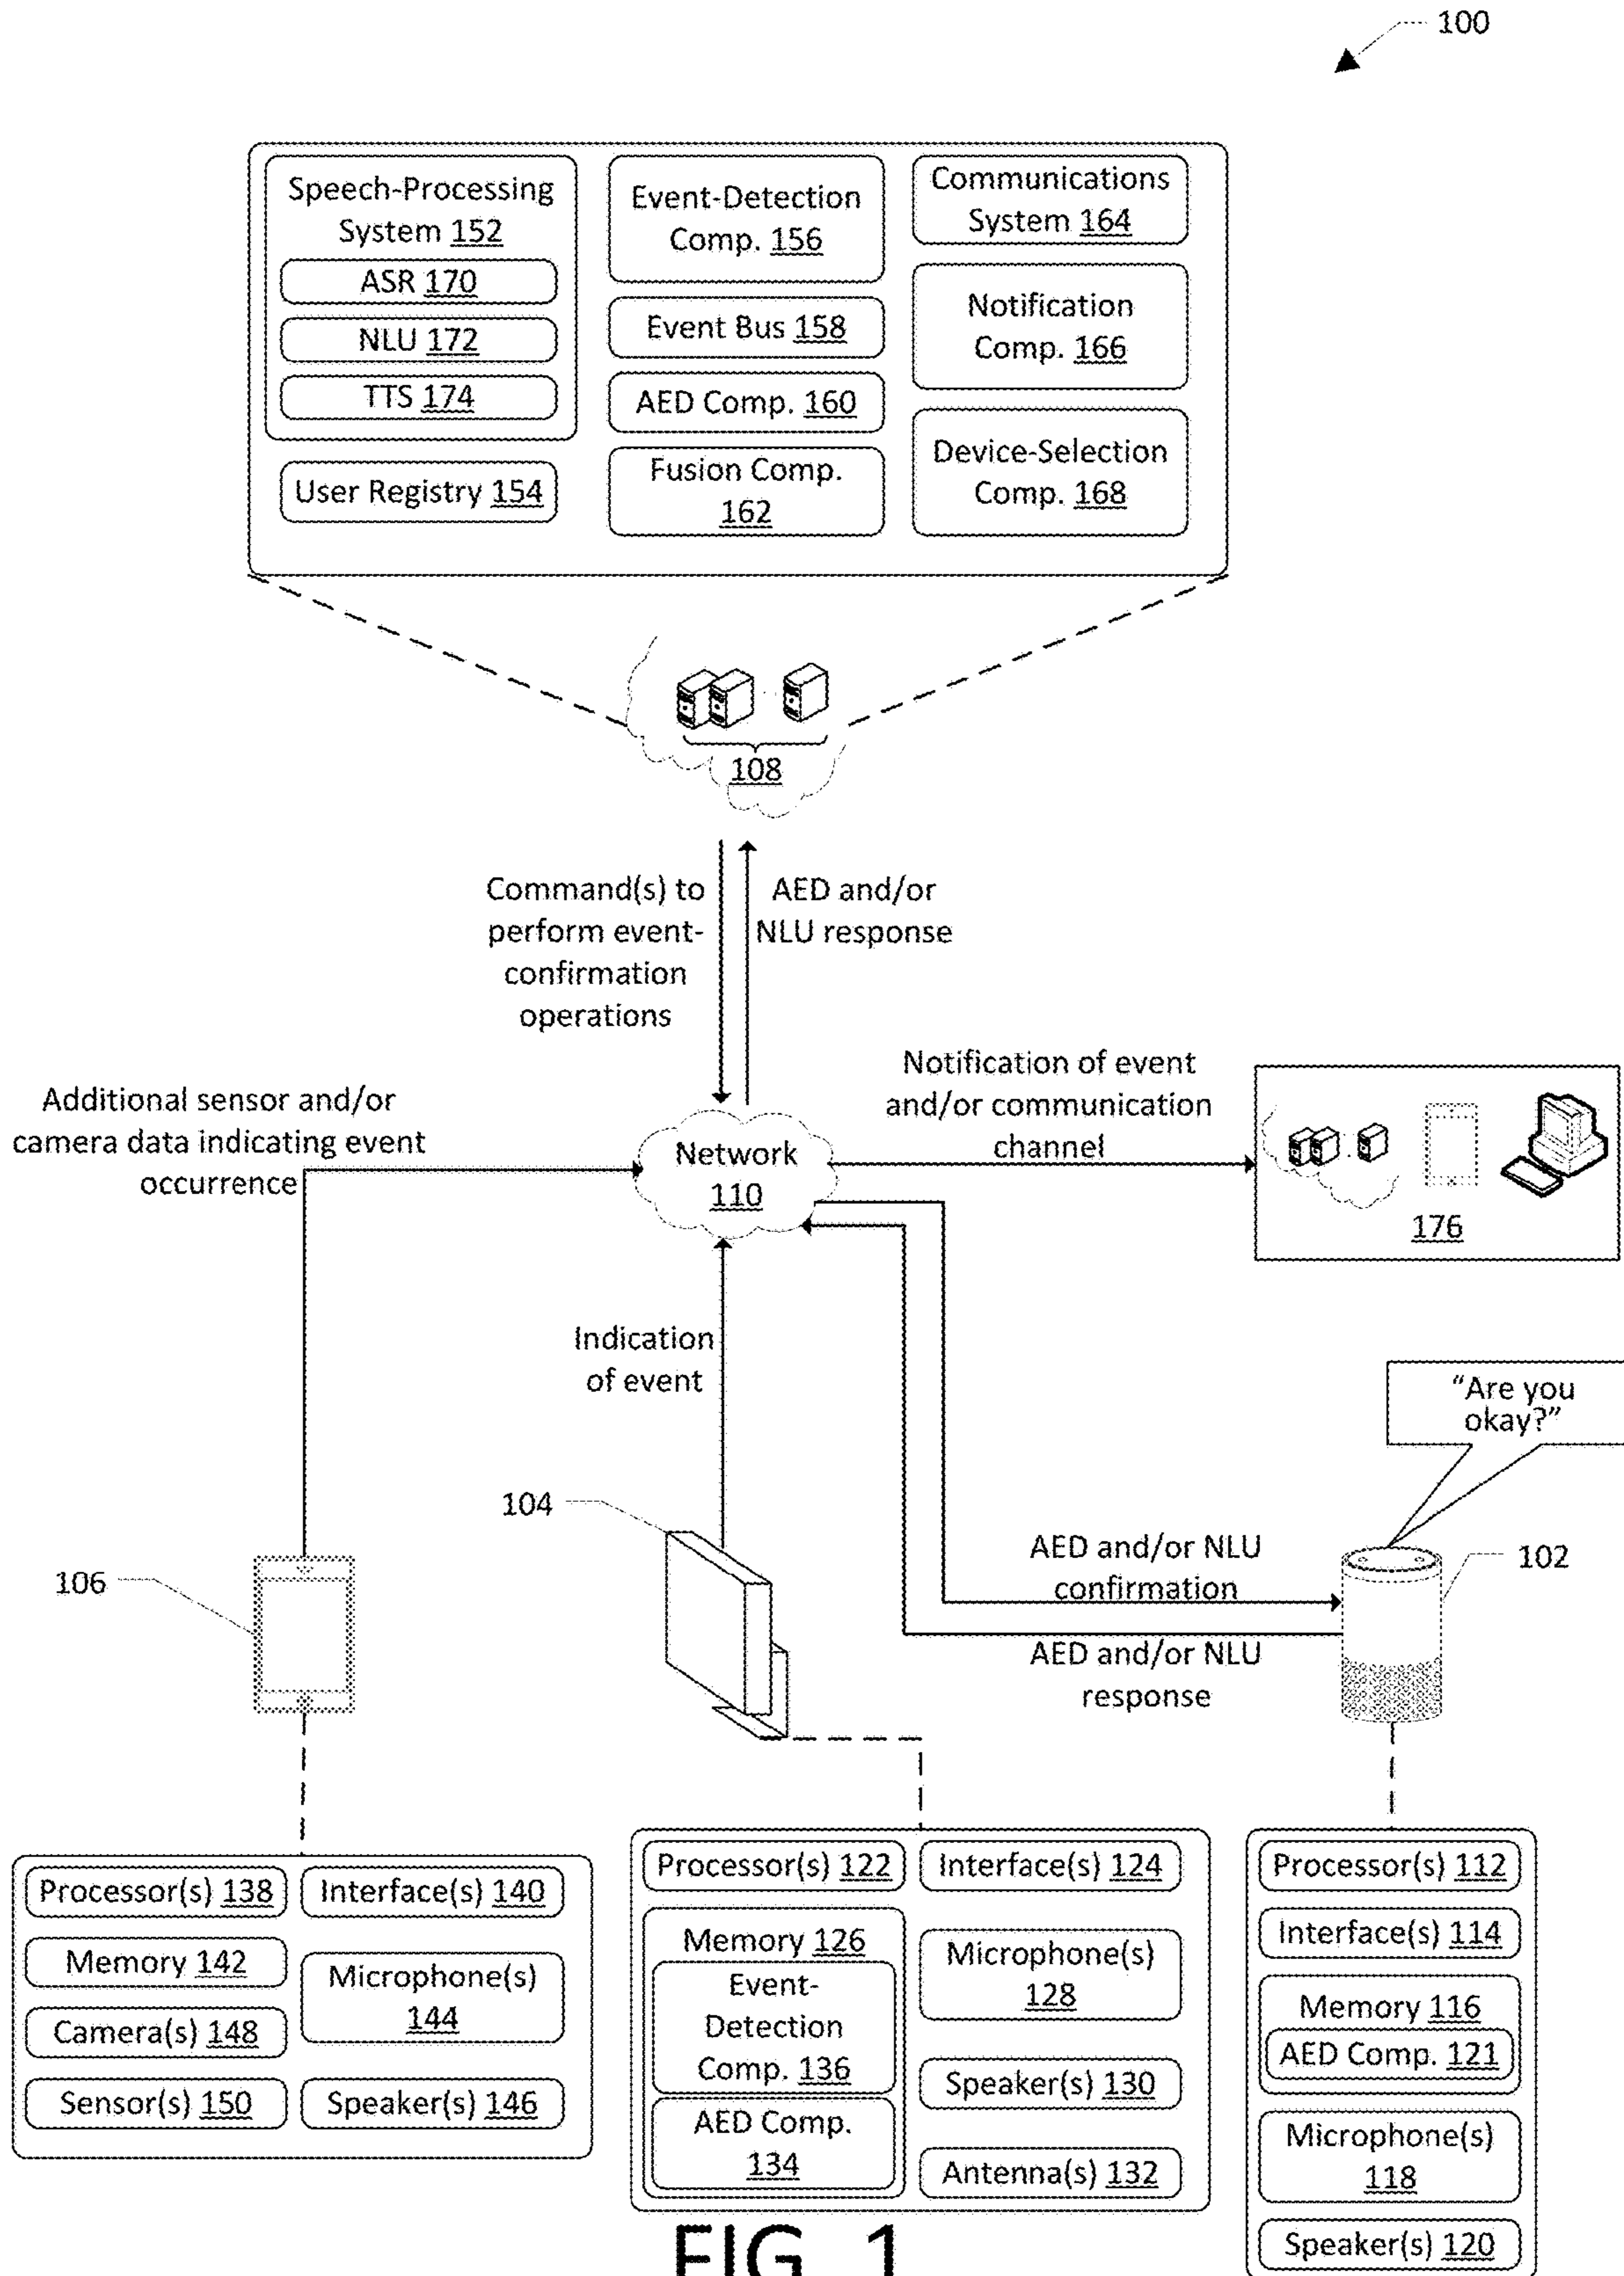 100
Speech-Processing
System 152
ASR 170
NLU 172
TTS 174
User Registry 154
Event-Detection
Comp. 156
Event Bus 158
AED Comp. 160
Fusion Comp.
162
Communications
System 164
Notification
Comp. 166
Device-Selection
Comp. 168
108
Command(s) to
perform event-
confirmation
operations
AED and/or
NLU response
Additional sensor and/or
camera data indicating event
occurrence
Network
110
Notification of event
and/or communication
channel
176
Indication
of event
"Are you
okay?"
104
106
102
AED and/or NLU
confirmation
AED and/or NLU
response
Processor(s) 138
Interface(s) 140
Memory 142
Microphone(s)
144
Camera(s) 148
Sensor(s) 150
Speaker(s) 146
Processor(s) 122
Interface(s) 124
Memory 126
Event-
Detection
Comp. 136
AED Comp.
134
Microphone(s)
128
Speaker(s) 130
Antenna(s) 132
Processor(s) 112
Interface(s) 114
Memory 116
AED Comp. 121
Microphone(s)
118
Speaker(s) 120
FIG. 1